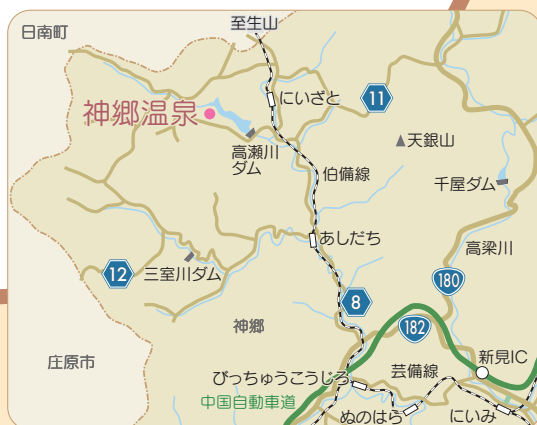 日南町
至生山
にいざと
11
神郷温泉
天銀山
高瀬川
ダム
伯備線
千屋ダム
あしだち
高梁川
12
三室川ダム
180
8
182
神郷
新見IC
庄原市
芸備線
びっちゅうこうじろ
中国自動車道
ぬのはら
にいみ